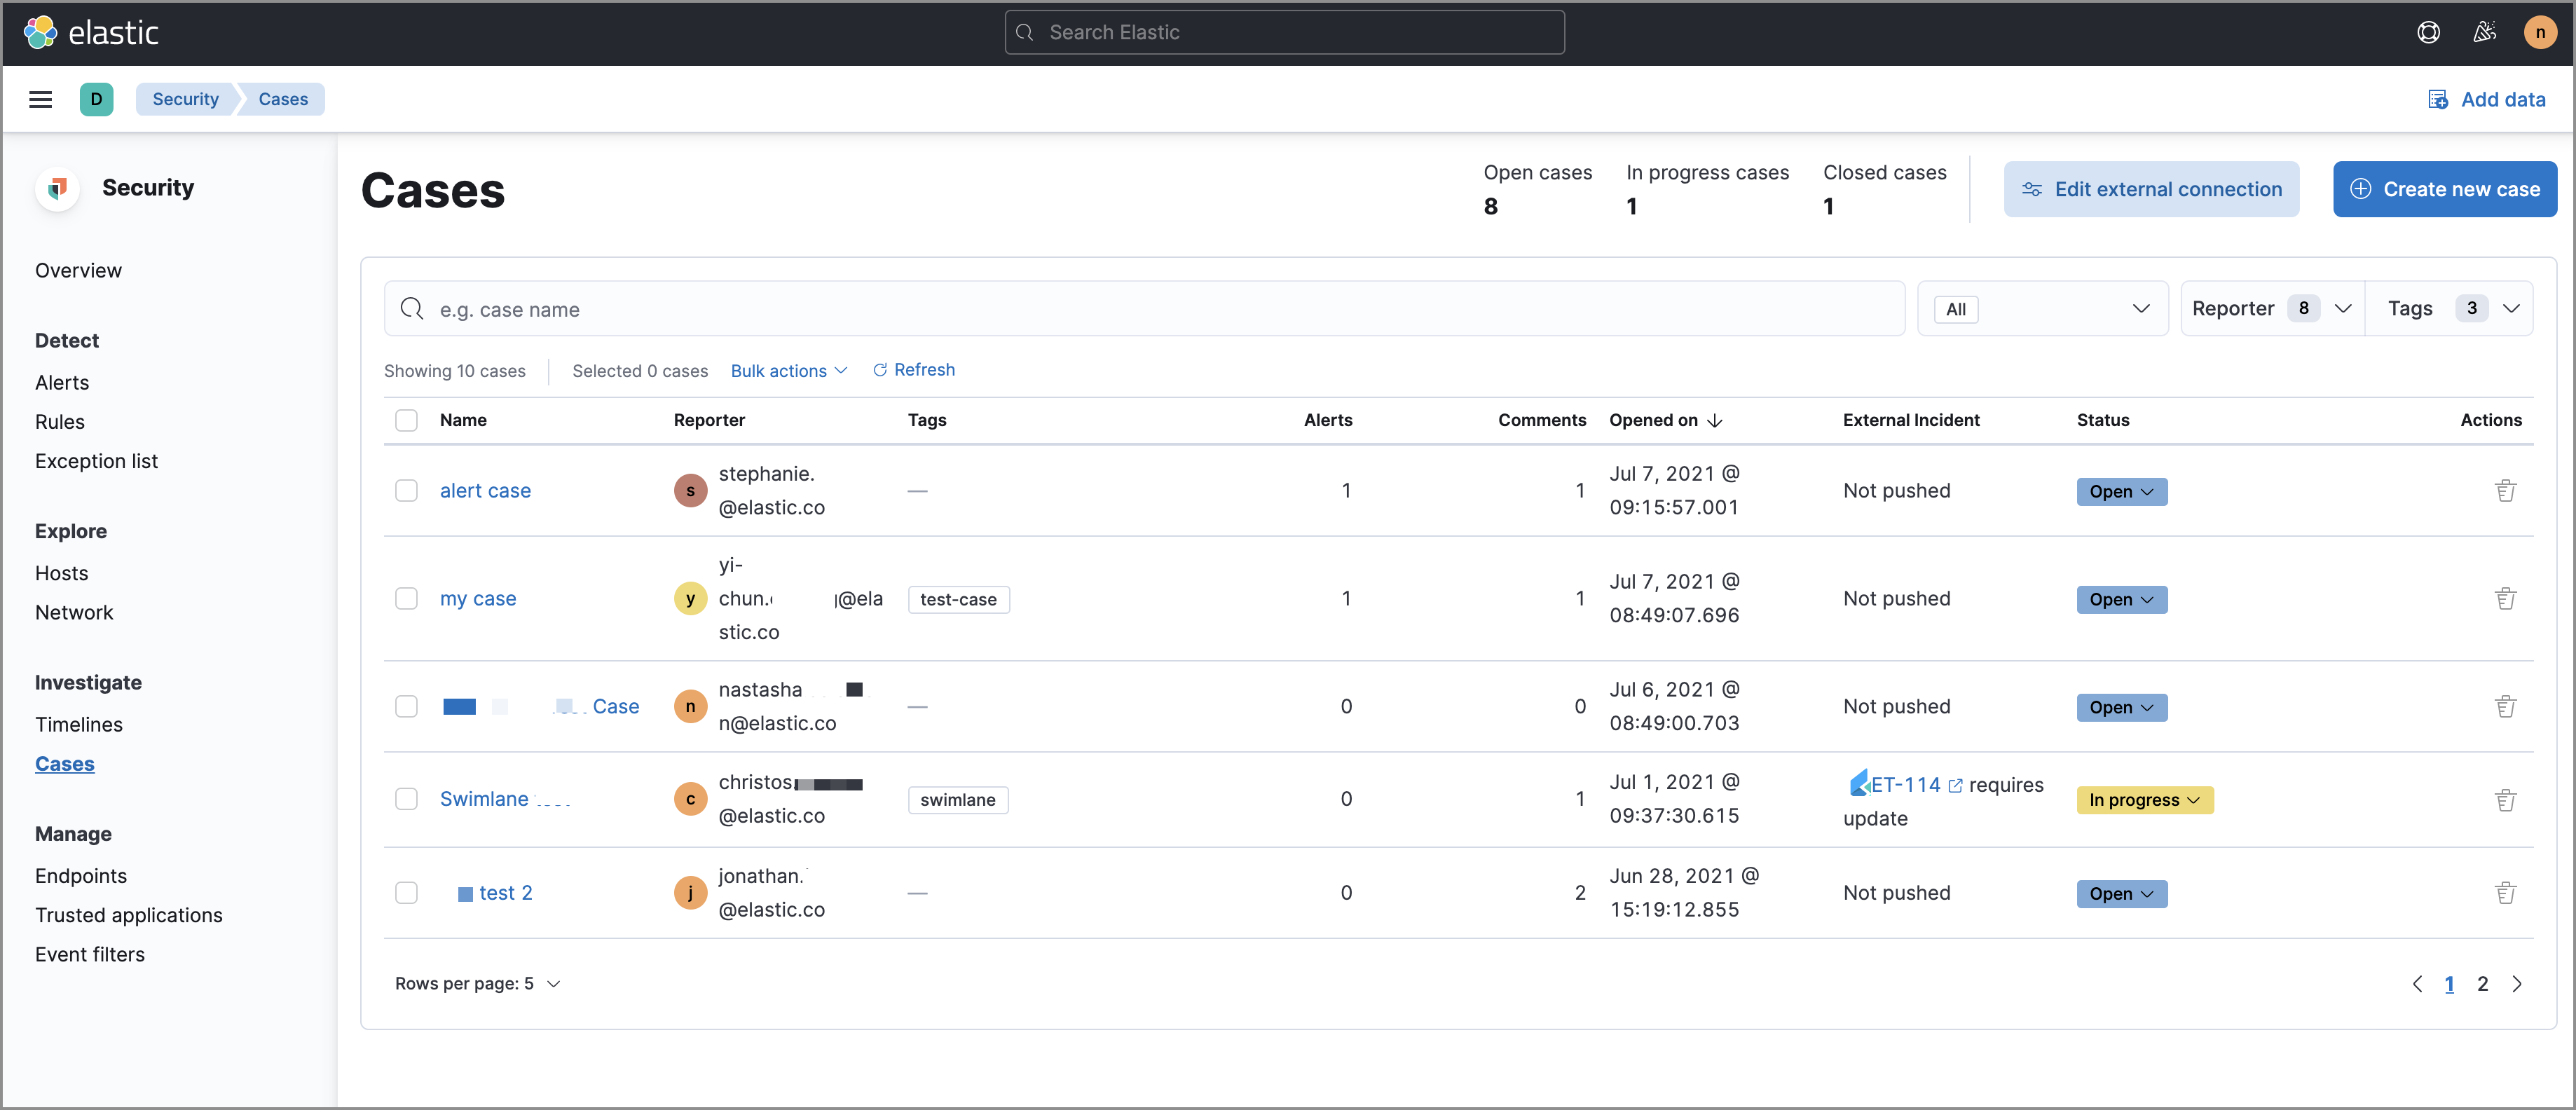 elastic
Search Elastic
n
D
Security
Cases
Add data
Security
Overview
Detect
Alerts
Rules
Exception list
Explore
Hosts
Network
Investigate
Timelines
Cases
Manage
Endpoints
Trusted applications
Event filters
Cases
Open cases
8
In progress cases
1
Closed cases
1
Edit external connection
Create new case
e.g. case name
All
Reporter 8
Tags 3
Showing 10 cases
Selected 0 cases
Bulk actions
Refresh
Name Reporter Tags Alerts Comments Opened on External Incident Status Actions
alert case
s
stephanie.
@elastic.co
—
1
1
Jul 7, 2021 @
09:15:57.001
Not pushed
Open
my case
y
yi-
chun. @ela
stic.co
test-case
1
1
Jul 7, 2021 @
08:49:07.696
Not pushed
Open
Case
n
nastasha
n@elastic.co
—
0
0
Jul 6, 2021 @
08:49:00.703
Not pushed
Open
Swimlane
c
christos
@elastic.co
swimlane
0
1
Jul 1, 2021 @
09:37:30.615
ET-114 requires
update
In progress
test 2
j
jonathan.
@elastic.co
—
0
2
Jun 28, 2021 @
15:19:12.855
Not pushed
Open
Rows per page: 5
1 2